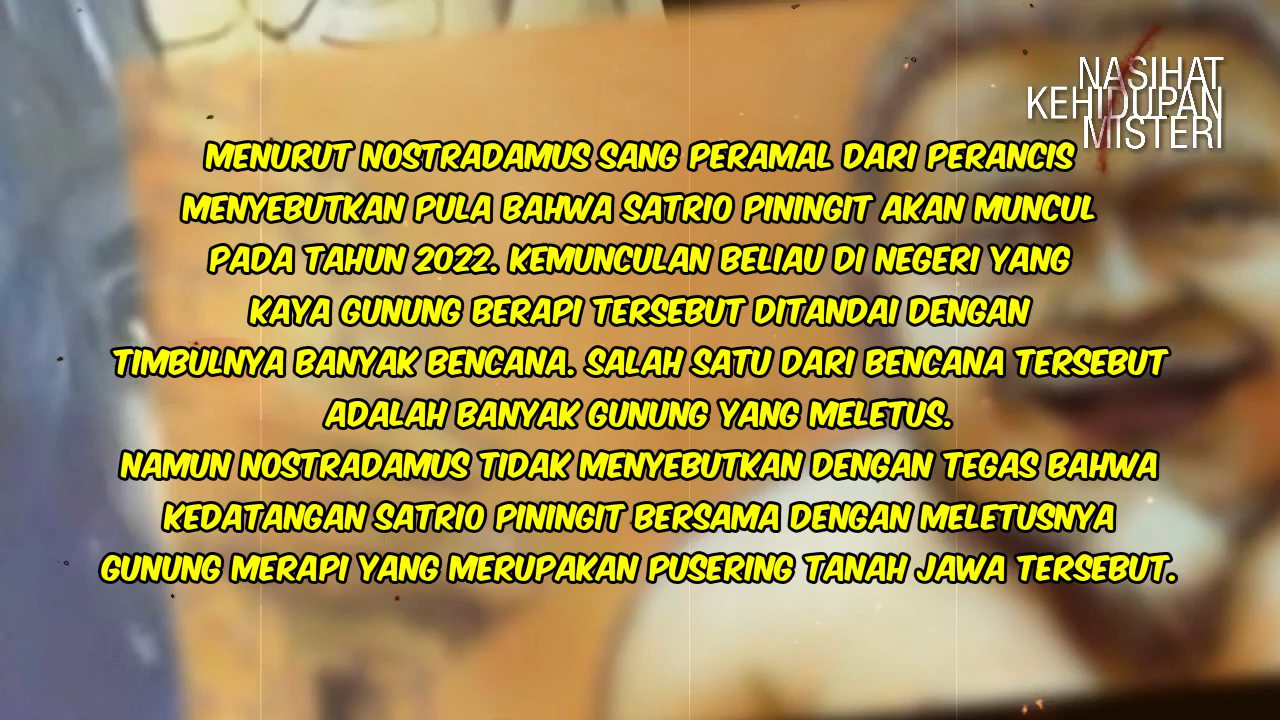 NASIHAT
KEHIDUPAN
MISTERI
MENURUT NOSTRADAMUS SANG PERAMAL DARI PERANCIS
MENYEBUTKAN PULA BAHWA SATRIO PININGIT AKAN MUNCUL
PADA TAHUN 2022. KEMUNCULAN BELIAU DI NEGERI YANG
KAYA GUNUNG BERAPI TERSEBUT DITANDAI DENGAN
TIMBULNYA BANYAK BENCANA. SALAH SATU DARI BENCANA TERSEBUT
ADALAH BANYAK GUNUNG YANG MELETUS.
NAMUN NOSTRADAMUS TIDAK MENYEBUTKAN DENGAN TEGAS BAHWA
KEDATANGAN SATRIO PININGIT BERSAMA DENGAN MELETUSNYA
GUNUNG MERAPI YANG MERUPAKAN PUSERING TANAH JAWA TERSEBUT.